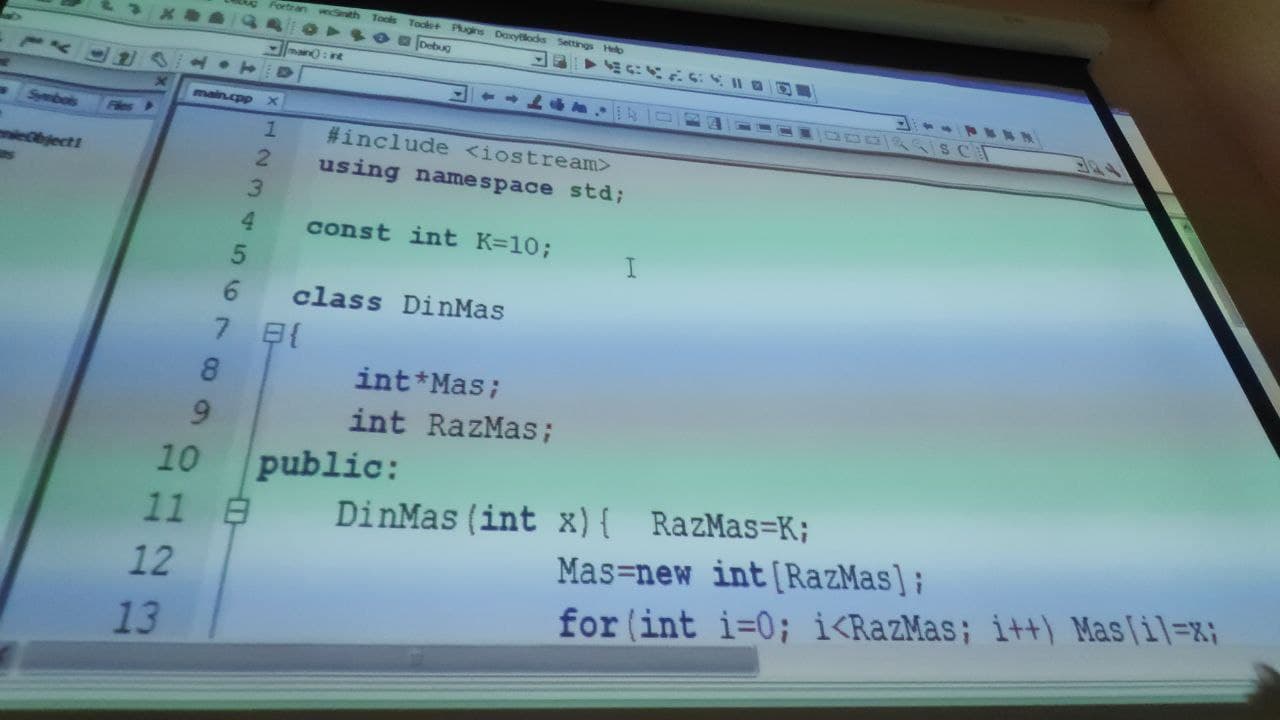 Debug Fortran wxSmith Tools Tools+ Plugins DoxyBlocks Settings Help
Debug
main() : int
Symbols Files
main.cpp ×
S C
1 #include <iostream>
2 using namespace std;
3
4 const int K=10;
5
6 class DinMas
7 {
8 int*Mas;
9 int RazMas;
10 public:
11 DinMas(int x){ RazMas=K;
12 Mas=new int[RazMas];
13 for(int i=0; i<RazMas; i++) Mas[i]=x;